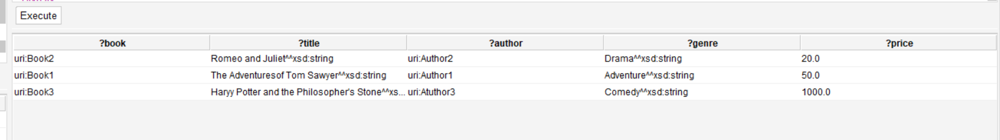 Execute
?book ?title ?author ?genre ?price
uri:Book2 Romeo and Juliet^^xsd:string uri:Author2 Drama^^xsd:string 20.0
uri:Book1 The Adventuresof Tom Sawyer^^xsd:string uri:Author1 Adventure^^xsd:string 50.0
uri:Book3 Haryy Potter and the Philosopher's Stone^^xs... uri:Atuthor3 Comedy^^xsd:string 1000.0